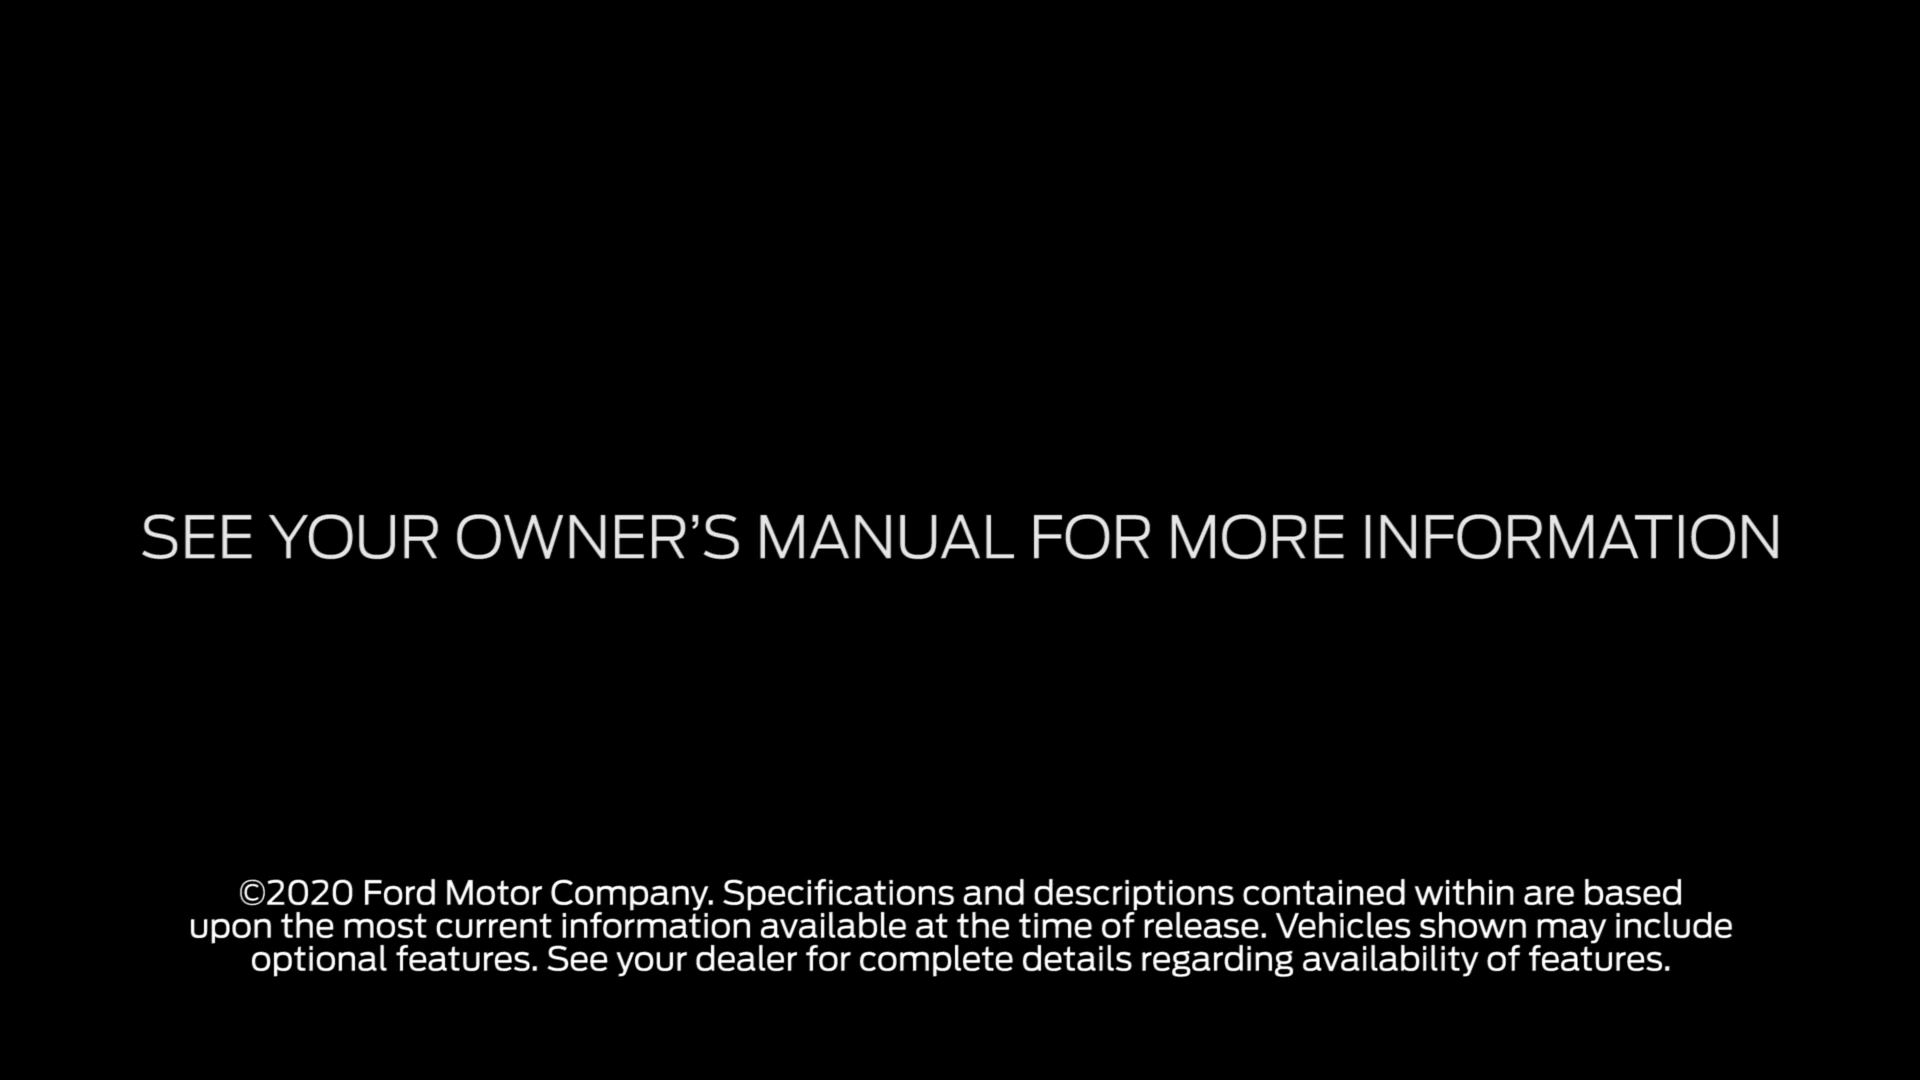 SEE YOUR OWNER’S MANUAL FOR MORE INFORMATION
©2020 Ford Motor Company. Specifications and descriptions contained within are based
upon the most current information available at the time of release. Vehicles shown may include
optional features. See your dealer for complete details regarding availability of features.